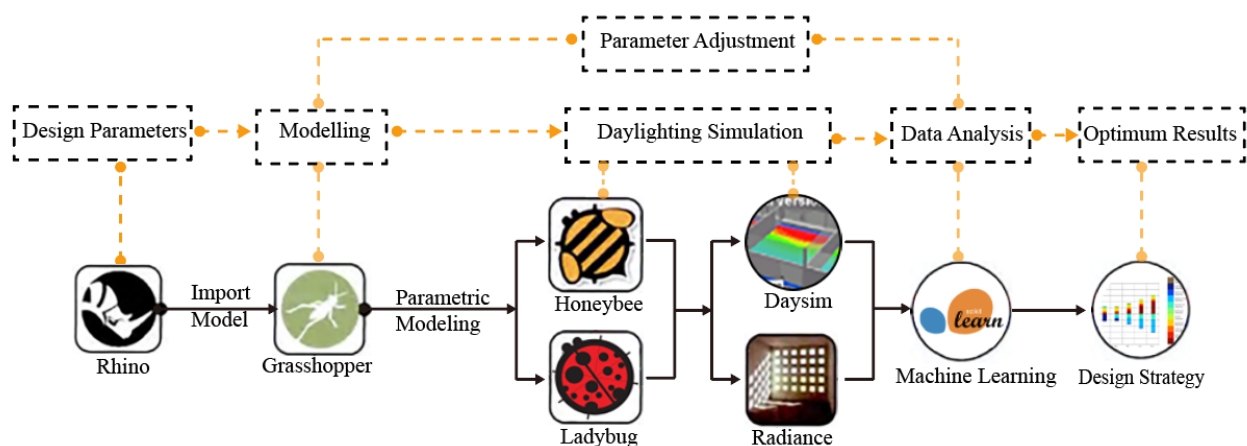 Parameter Adjustment
Design Parameters
Modelling
Daylighting Simulation
Data Analysis
Optimum Results
Import
Model
Parametric
Modeling
Rhino
Grasshopper
Honeybee
Ladybug
Daysim
Radiance
learn
Machine Learning
Design Strategy